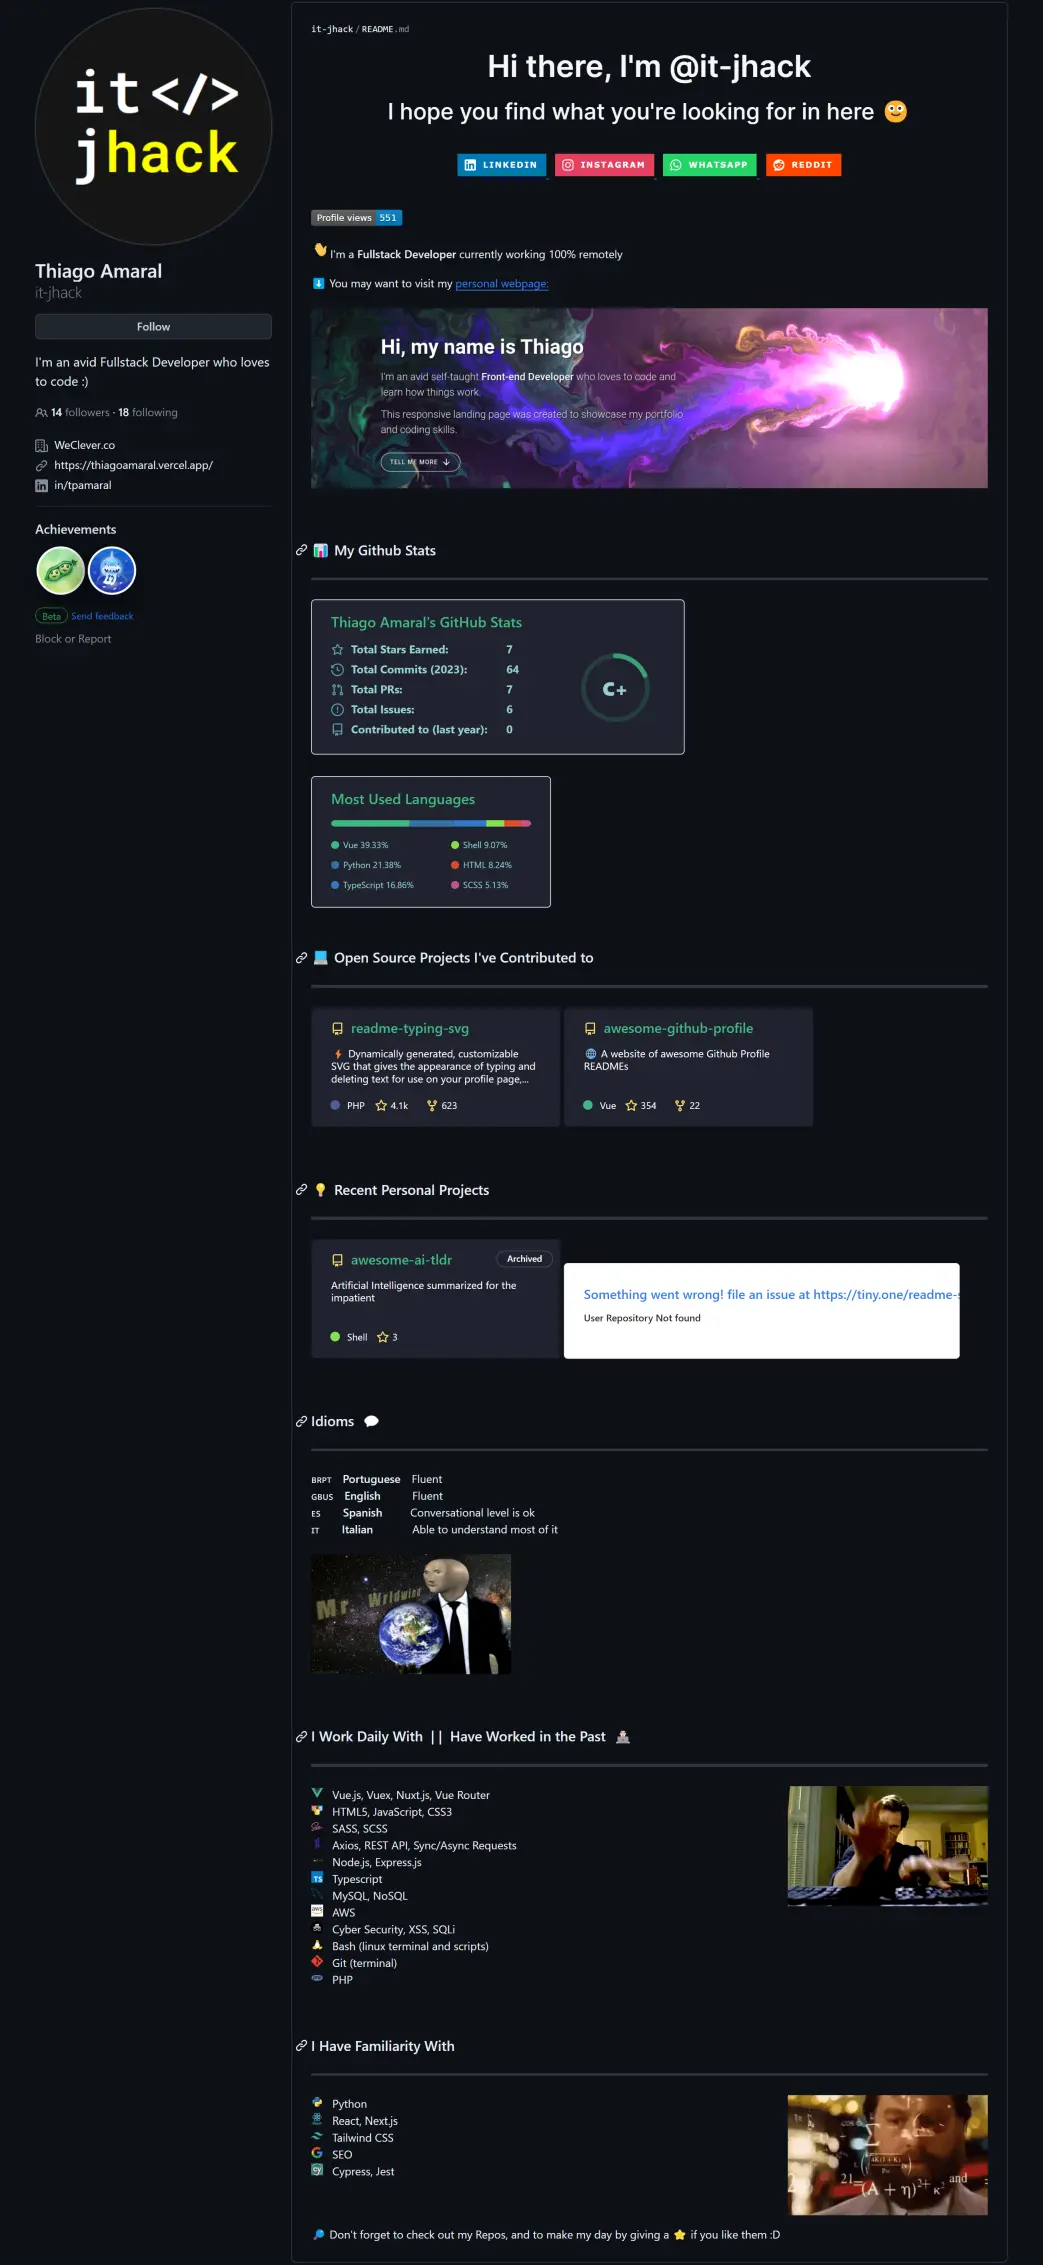 it</>
jhack
Thiago Amaral
it-jhack
Follow
I'm an avid Fullstack Developer who loves
to code :)
14 followers · 18 following
WeClever.co
https://thiagoamaral.vercel.app/
in/tpamaral
Achievements
Beta Send feedback
Block or Report
it-jhack / README.md
Hi there, I'm @it-jhack
I hope you find what you're looking for in here
LINKEDIN INSTAGRAM WHATSAPP REDDIT
Profile views 551
I'm a Fullstack Developer currently working 100% remotely
You may want to visit my personal webpage:
Hi, my name is Thiago
I'm an avid self-taught Front-end Developer who loves to code and
learn how things work.
This responsive landing page was created to showcase my portfolio
and coding skills.
TELL ME MORE
My Github Stats
Thiago Amaral's GitHub Stats
Total Stars Earned: 7
Total Commits (2023): 64
Total PRs: 7
Total Issues: 6
Contributed to (last year): 0
C+
Most Used Languages
Vue 39.33% Shell 9.07%
Python 21.38% HTML 8.24%
TypeScript 16.86% SCSS 5.13%
Open Source Projects I've Contributed to
readme-typing-svg
Dynamically generated, customizable
SVG that gives the appearance of typing and
deleting text for use on your profile page,...
PHP 4.1k 623
awesome-github-profile
A website of awesome Github Profile
READMEs
Vue 354 22
Recent Personal Projects
awesome-ai-tldr Archived
Artificial Intelligence summarized for the
impatient
Shell 3
Something went wrong! file an issue at https://tiny.one/readme-s
User Repository Not found
Idioms
BRPT Portuguese Fluent
GBUS English Fluent
ES Spanish Conversational level is ok
IT Italian Able to understand most of it
Mr. Wrldwind
I Work Daily With || Have Worked in the Past
Vue.js, Vuex, Nuxt.js, Vue Router
HTML5, JavaScript, CSS3
SASS, SCSS
Axios, REST API, Sync/Async Requests
Node.js, Express.js
TS Typescript
MySQL, NoSQL
aws AWS
Cyber Security, XSS, SQLi
Bash (linux terminal and scripts)
Git (terminal)
PHP
I Have Familiarity With
Python
React, Next.js
Tailwind CSS
SEO
Cypress, Jest
Don't forget to check out my Repos, and to make my day by giving a if you like them :D